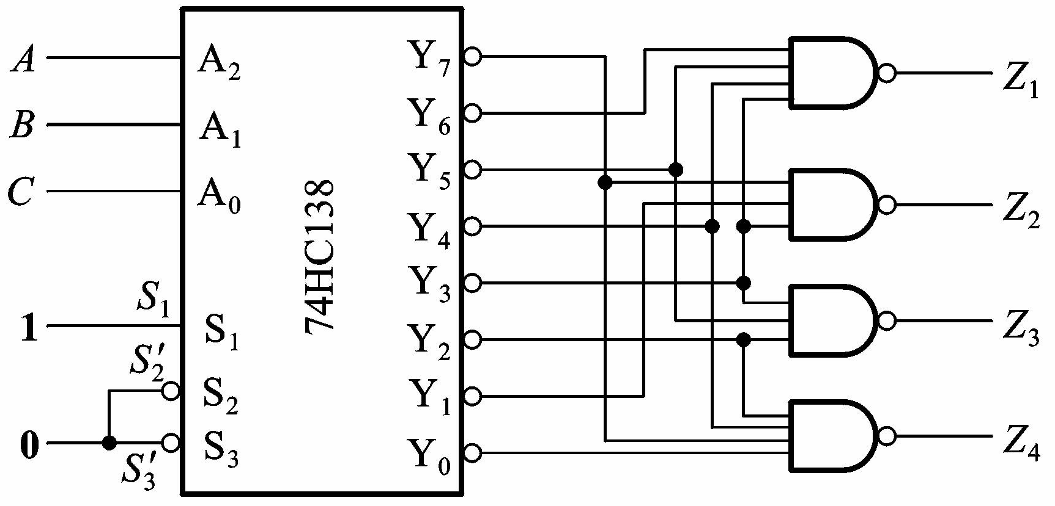 A
B
C
1
0
S₁
S₂′
S₃′
A₂
A₁
A₀
S₁
S₂
S₃
74HC138
Y₇
Y₆
Y₅
Y₄
Y₃
Y₂
Y₁
Y₀
Z₁
Z₂
Z₃
Z₄